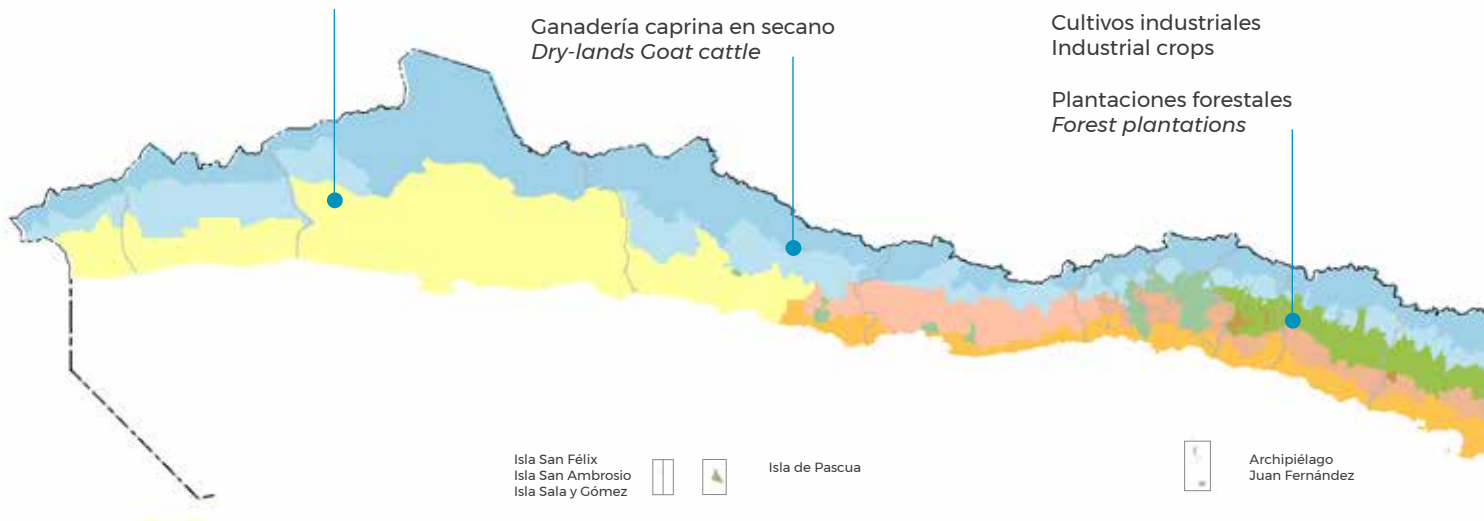 Ganadería caprina en secano
Dry-lands Goat cattle
Cultivos industriales
Industrial crops
Plantaciones forestales
Forest plantations
Isla San Félix
Isla San Ambrosio
Isla Sala y Gómez
Isla de Pascua
Archipiélago
Juan Fernández